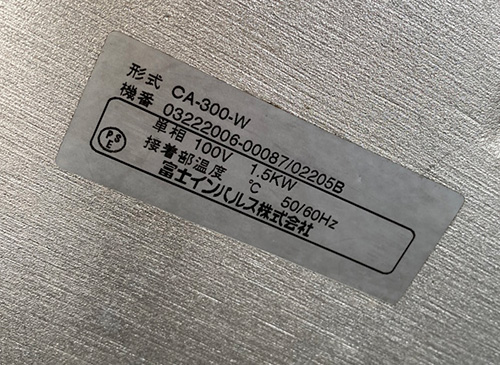 形式 CA-300-W
機番 03222006-00087/02205B
単相 100V 1.5KW 50/60Hz
接着部温度 ℃
富士インパルス株式会社
PSE